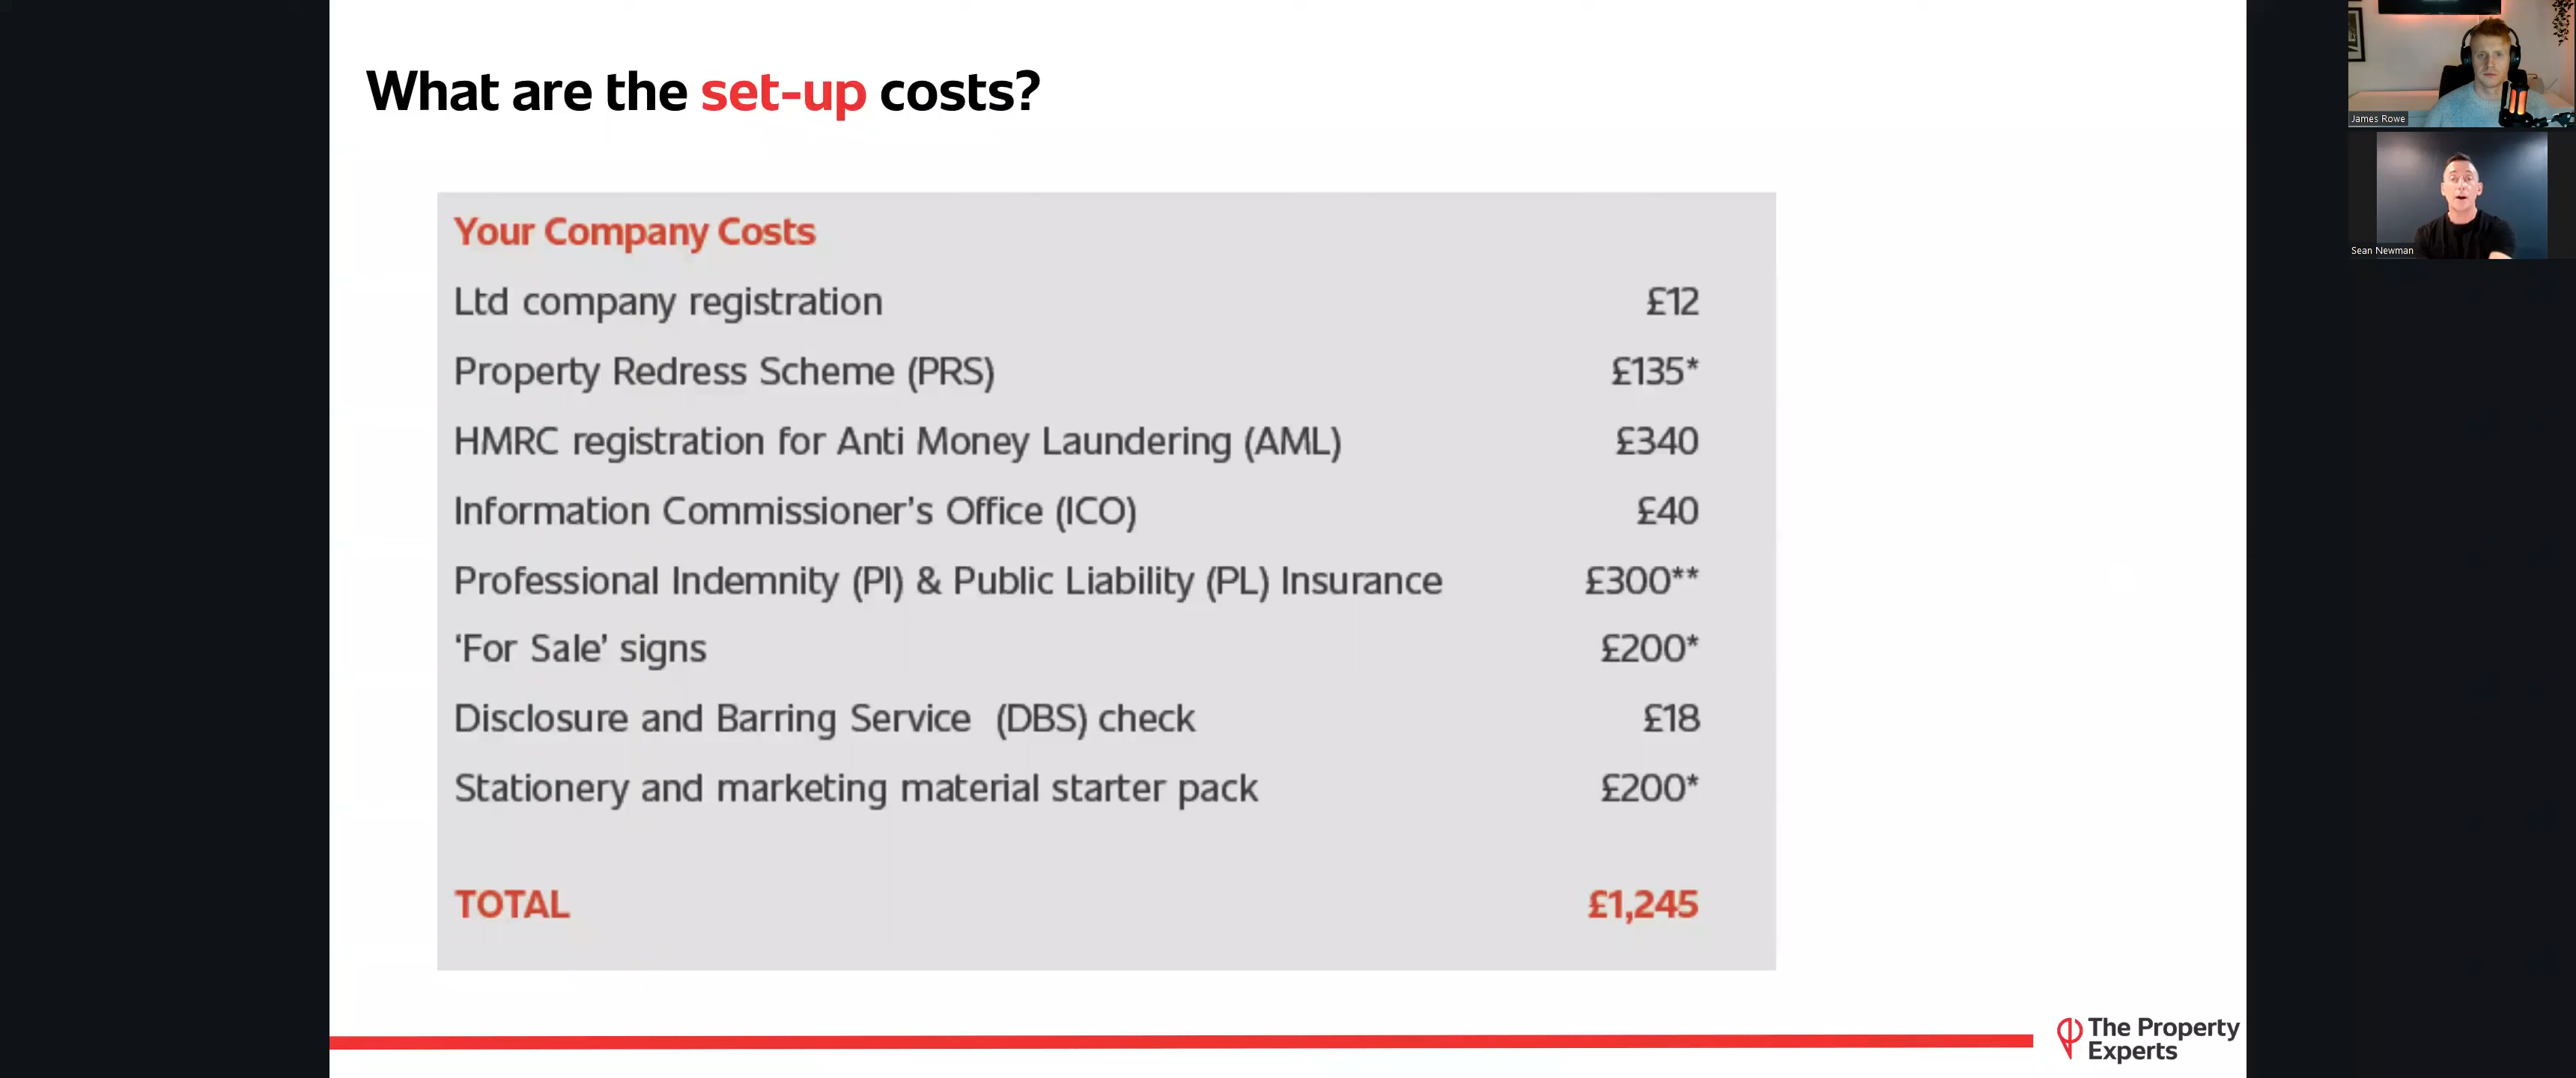 What are the set-up costs?
Your Company Costs
Ltd company registration £12
Property Redress Scheme (PRS) £135*
HMRC registration for Anti Money Laundering (AML) £340
Information Commissioner's Office (ICO) £40
Professional Indemnity (PI) & Public Liability (PL) Insurance £300**
‘For Sale’ signs £200*
Disclosure and Barring Service (DBS) check £18
Stationery and marketing material starter pack £200*
TOTAL £1,245
The Property
Experts
James Rowe
Sean Newman